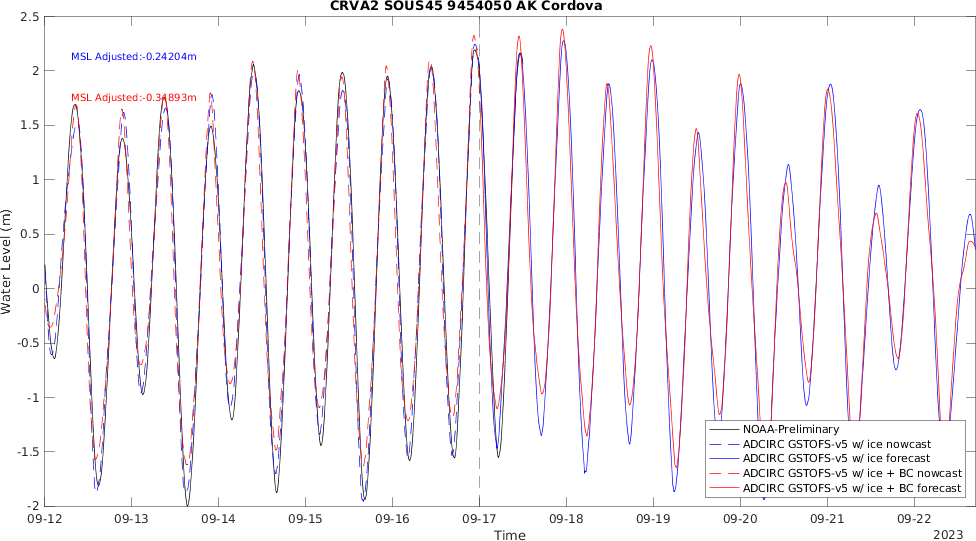 CRVA2 SOUS45 9454050 AK Cordova
2.5
2
1.5
1
0.5
0
-0.5
-1
-1.5
-2
Water Level (m)
MSL Adjusted:-0.24204m
MSL Adjusted:-0.34893m
NOAA-Preliminary
ADCIRC GSTOFS-v5 w/ ice nowcast
ADCIRC GSTOFS-v5 w/ ice forecast
ADCIRC GSTOFS-v5 w/ ice + BC nowcast
ADCIRC GSTOFS-v5 w/ ice + BC forecast
09-12 09-13 09-14 09-15 09-16 09-17 09-18 09-19 09-20 09-21 09-22
Time
2023